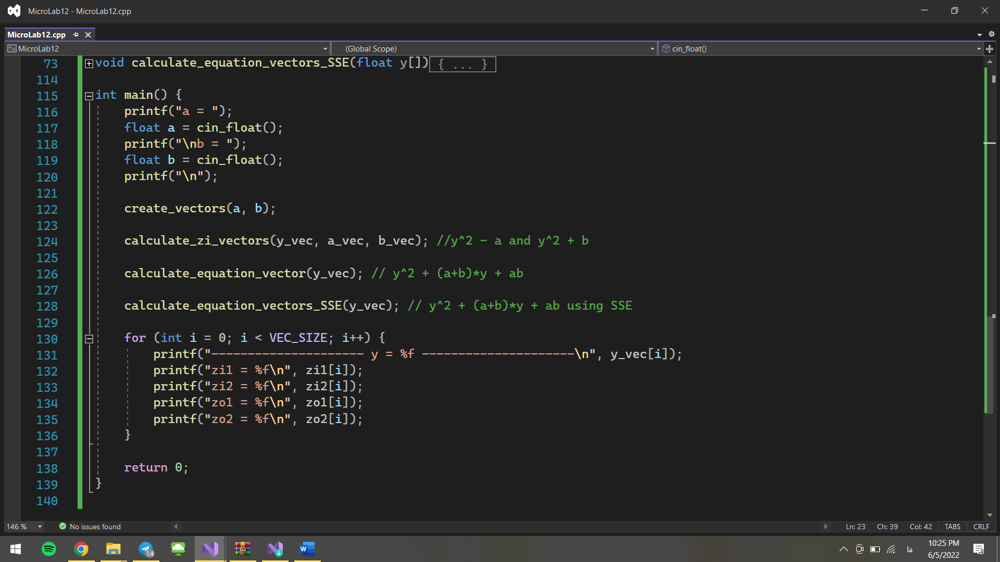 MicroLab12 - MicroLab12.cpp
MicroLab12.cpp
MicroLab12 (Global Scope) cin_float()
73 void calculate_equation_vectors_SSE(float y[]) { ... }
114
115 int main() {
116 printf("a = ");
117 float a = cin_float();
118 printf("\nb = ");
119 float b = cin_float();
120 printf("\n");
121
122 create_vectors(a, b);
123
124 calculate_zi_vectors(y_vec, a_vec, b_vec); //y^2 - a and y^2 + b
125
126 calculate_equation_vector(y_vec); // y^2 + (a+b)*y + ab
127
128 calculate_equation_vectors_SSE(y_vec); // y^2 + (a+b)*y + ab using SSE
129
130 for (int i = 0; i < VEC_SIZE; i++) {
131 printf("--------------------- y = %f ---------------------\n", y_vec[i]);
132 printf("zi1 = %f\n", zi1[i]);
133 printf("zi2 = %f\n", zi2[i]);
134 printf("zo1 = %f\n", zo1[i]);
135 printf("zo2 = %f\n", zo2[i]);
136 }
137
138 return 0;
139 }
140
146 % No issues found Ln: 23 Ch: 39 Col: 42 TABS CRLF
14 W فا 10:25 PM
6/5/2022